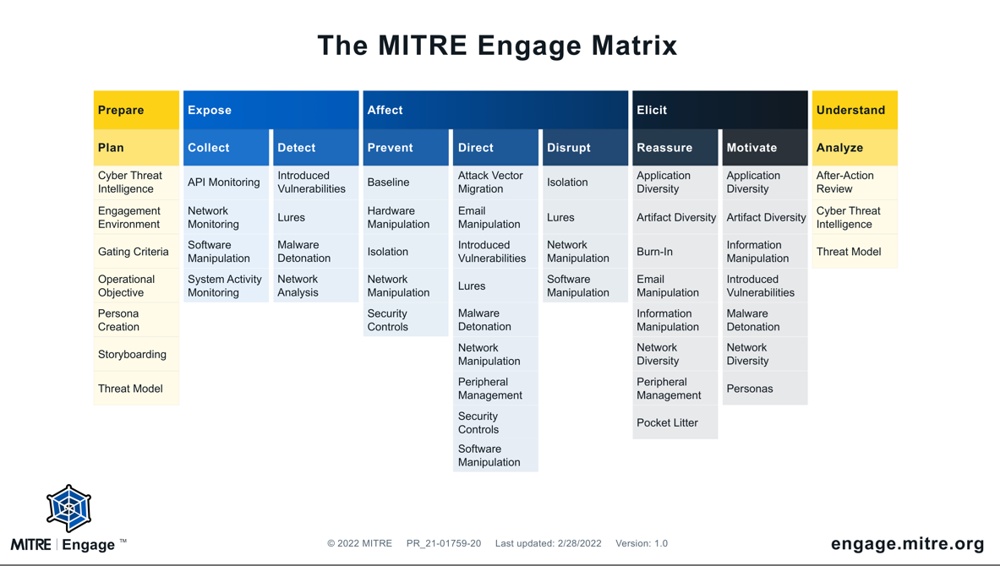 The MITRE Engage Matrix
Prepare
Expose
Affect
Elicit
Understand
Plan
Collect
Detect
Prevent
Direct
Disrupt
Reassure
Motivate
Analyze
Cyber Threat
Intelligence
Engagement
Environment
Gating Criteria
Operational
Objective
Persona
Creation
Storyboarding
Threat Model
API Monitoring
Network
Monitoring
Software
Manipulation
System Activity
Monitoring
Introduced
Vulnerabilities
Lures
Malware
Detonation
Network
Analysis
Baseline
Hardware
Manipulation
Isolation
Network
Manipulation
Security
Controls
Attack Vector
Migration
Email
Manipulation
Introduced
Vulnerabilities
Lures
Malware
Detonation
Network
Manipulation
Peripheral
Management
Security
Controls
Software
Manipulation
Isolation
Lures
Network
Manipulation
Software
Manipulation
Application
Diversity
Artifact Diversity
Burn-In
Email
Manipulation
Information
Manipulation
Network
Diversity
Peripheral
Management
Pocket Litter
Application
Diversity
Artifact Diversity
Information
Manipulation
Introduced
Vulnerabilities
Malware
Detonation
Network
Diversity
Personas
After-Action
Review
Cyber Threat
Intelligence
Threat Model
MITRE | Engage ™
© 2022 MITRE PR_21-01759-20 Last updated: 2/28/2022 Version: 1.0
engage.mitre.org